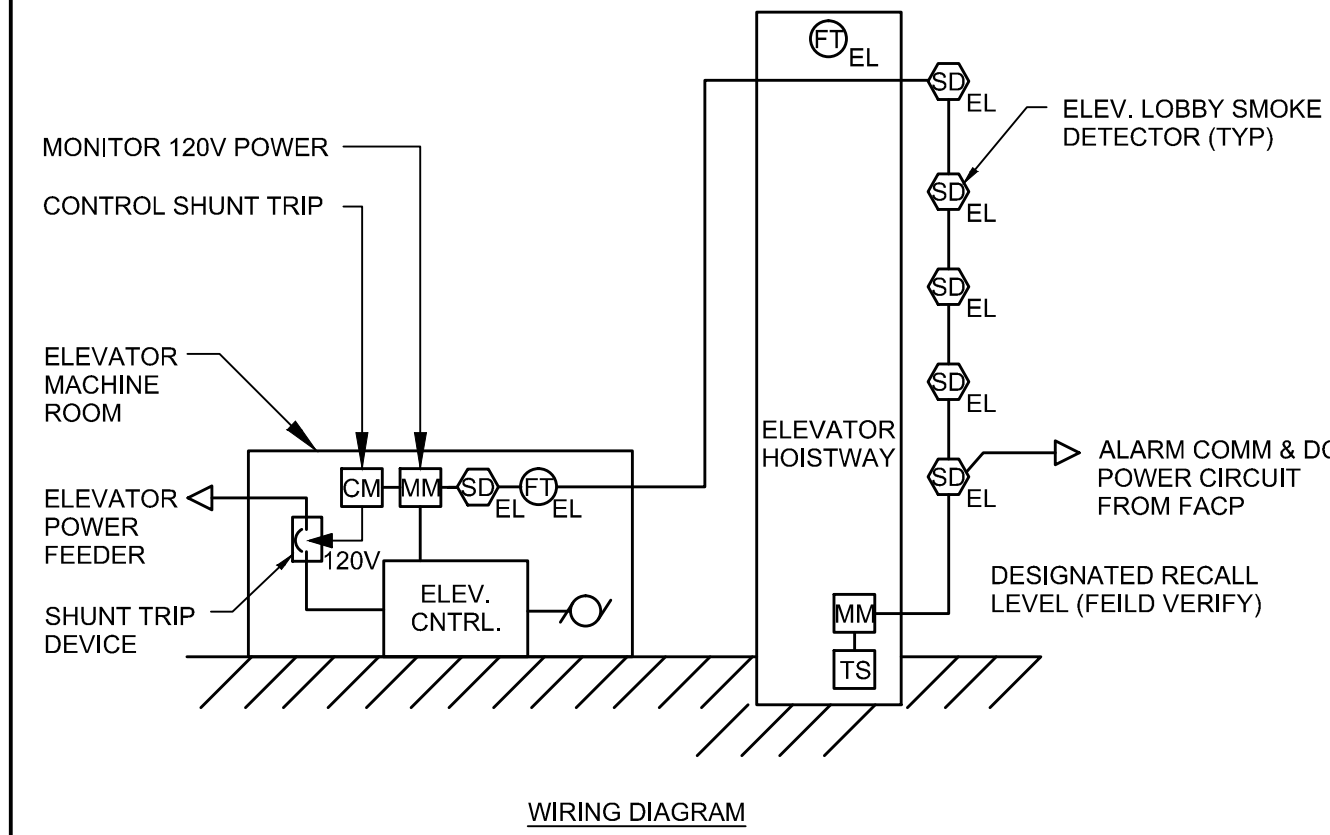 FT
EL
SD
EL
ELEV. LOBBY SMOKE
DETECTOR (TYP)
MONITOR 120V POWER
CONTROL SHUNT TRIP
SD
EL
SD
EL
ELEVATOR
MACHINE
ROOM
SD
EL
ELEVATOR
HOISTWAY
SD
EL
ALARM COMM &
POWER CIRCUIT
FROM FACP
CM
MM
SD
EL
FT
EL
ELEVATOR
POWER
FEEDER
120V
SHUNT TRIP
DEVICE
ELEV.
CNTRL.
DESIGNATED RECALL
LEVEL (FEILD VERIFY)
MM
TS
WIRING DIAGRAM